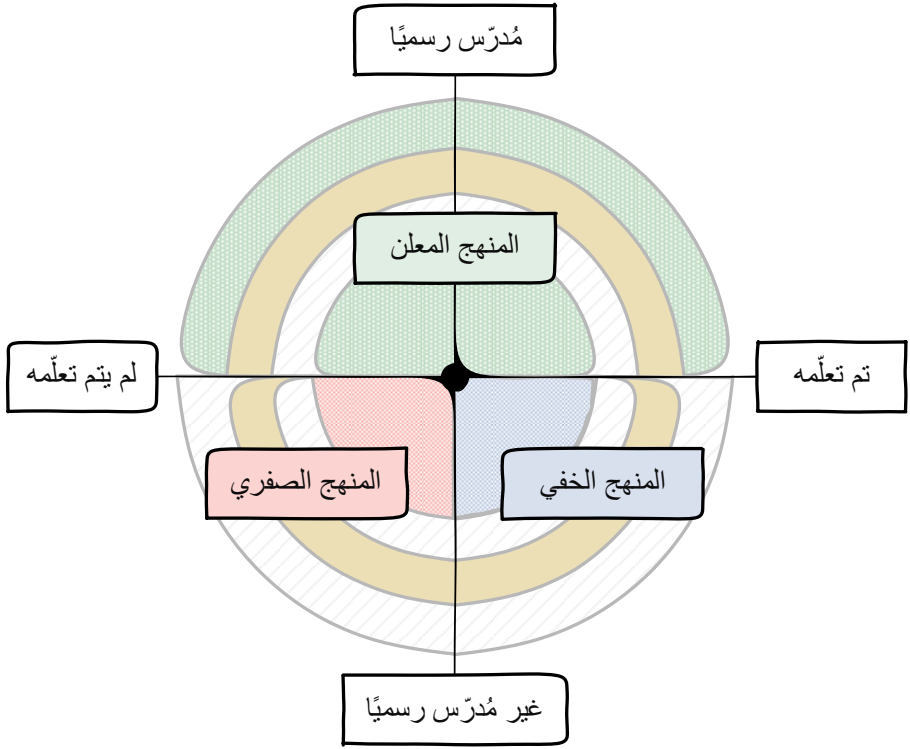 مُدرّس رسميًا
المنهج المعلن
تم تعلّمه
لم يتم تعلّمه
المنهج الخفي
المنهج الصفري
غير مُدرّس رسميًا